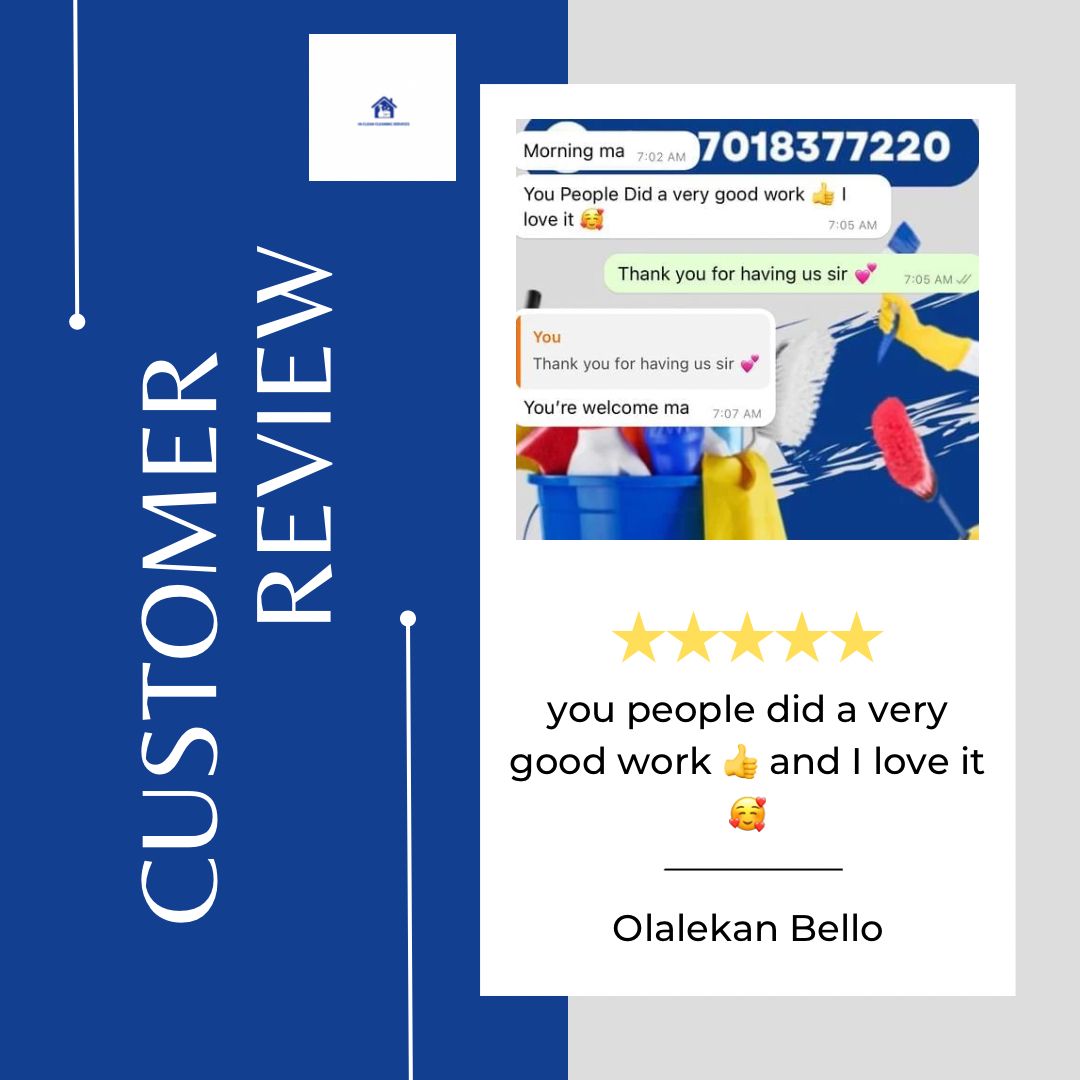 CUSTOMER
REVIEW
7018377220
Morning ma 7:02 AM
You People Did a very good work 👍 I
love it 🥰 7:05 AM
Thank you for having us sir 💕 7:05 AM
You
Thank you for having us sir 💕
You're welcome ma 7:07 AM
you people did a very
good work 👍 and I love it
🥰
Olalekan Bello